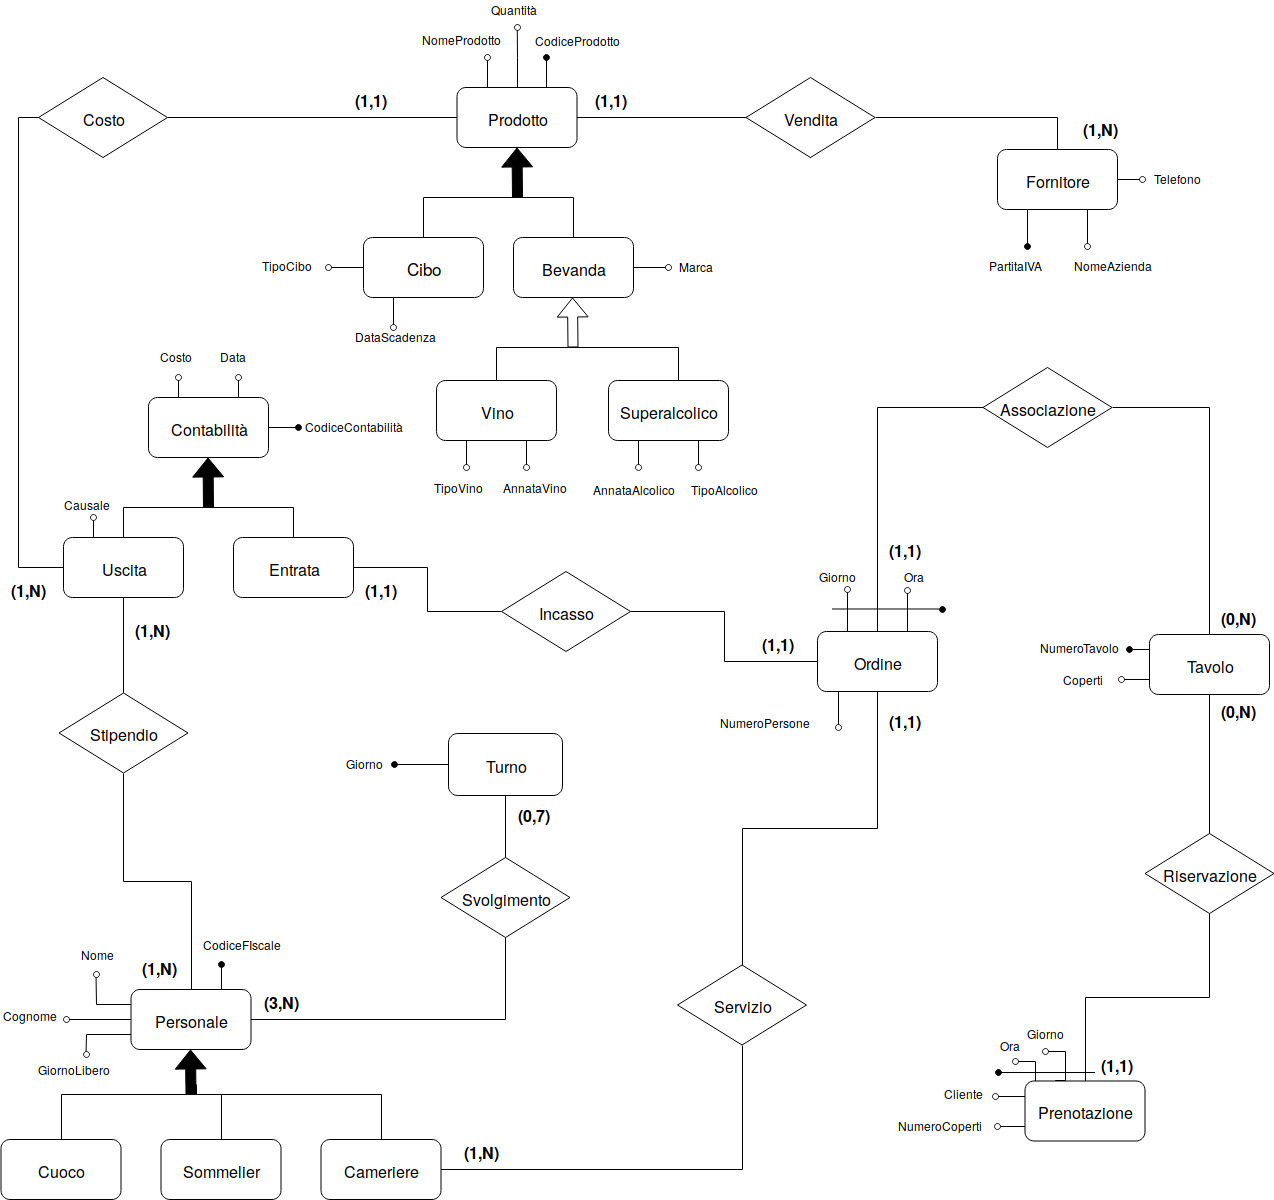 Quantità
NomeProdotto
CodiceProdotto
Costo
(1,1)
Prodotto
(1,1)
Vendita
(1,N)
Fornitore
Telefono
PartitaIVA
NomeAzienda
TipoCibo
Cibo
Bevanda
Marca
DataScadenza
Costo
Data
Contabilità
CodiceContabilità
Vino
Superalcolico
TipoVino
AnnataVino
AnnataAlcolico
TipoAlcolico
Associazione
Causale
Uscita
Entrata
(1,N)
(1,1)
(1,N)
Incasso
(1,1)
Giorno
Ora
(1,1)
Ordine
(1,1)
NumeroPersone
(0,N)
NumeroTavolo
Coperti
Tavolo
(0,N)
Stipendio
Giorno
Turno
(0,7)
Svolgimento
Riservazione
Nome
(1,N)
CodiceFIscale
Cognome
Personale
(3,N)
GiornoLibero
Servizio
Giorno
Ora
(1,1)
Cliente
NumeroCoperti
Prenotazione
Cuoco
Sommelier
Cameriere
(1,N)